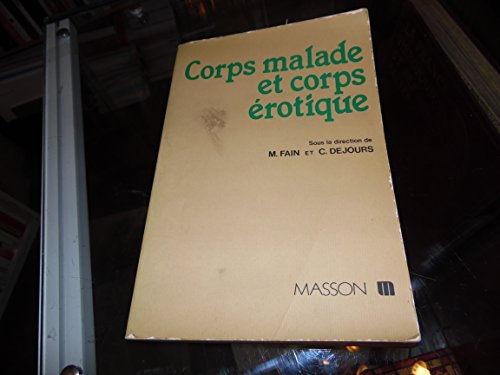 Corps malade
et corps
érotique
Sous la direction de
M. FAIN ET C. DEJOURS
MASSON